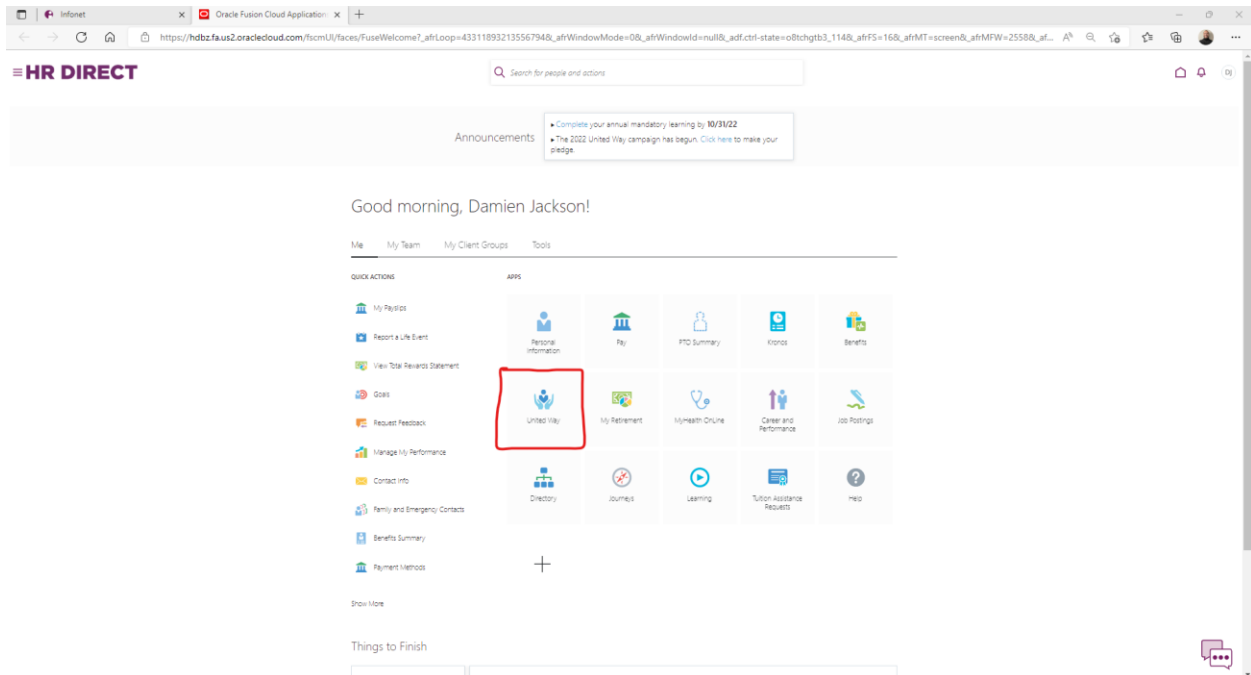 Infonet
Oracle Fusion Cloud Application
https://hdbz.fa.us2.oraclecloud.com/fscmUI/faces/FuseWelcome?_afrLoop=43311893213556794&_afrWindowMode=0&_afrWindowId=null&_adf.ctrl-state=o8tchgtb3_114&_afrFS=16&_afrMT=screen&_afrMFW=2558&_af...
HR DIRECT
Search for people and actions
DJ
Announcements
Complete your annual mandatory learning by 10/31/22
The 2022 United Way campaign has begun. Click here to make your
pledge.
Good morning, Damien Jackson!
Me My Team My Client Groups Tools
QUICK ACTIONS
My Payslips
Report a Life Event
View Total Rewards Statement
Goals
Request Feedback
Manage My Performance
Contact Info
Family and Emergency Contacts
Benefits Summary
Payment Methods
Show More
APPS
Personal
Information
Pay
PTO Summary
Kronos
Benefits
United Way
My Retirement
MyHealth OnLine
Career and
Performance
Job Postings
Directory
Journeys
Learning
Tuition Assistance
Requests
Help
Things to Finish